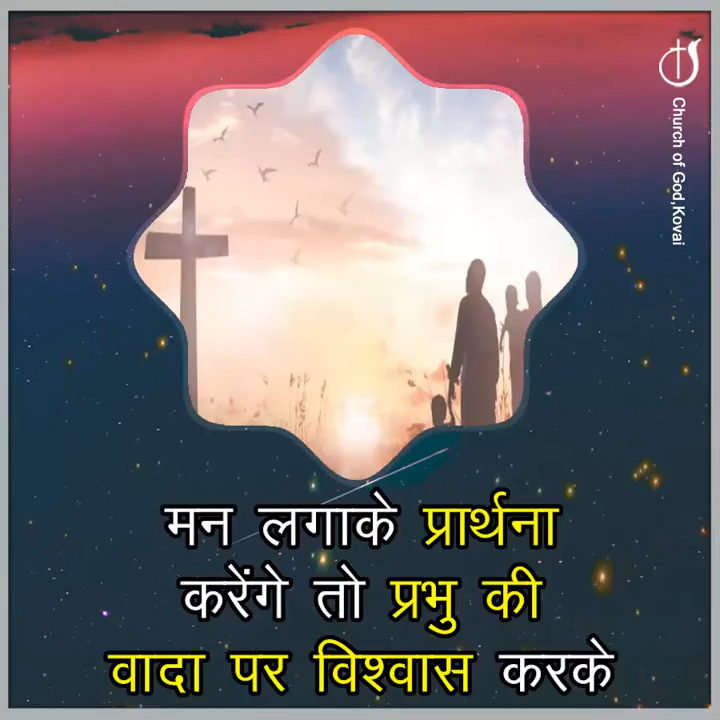 Church of God,Kovai
मन लगाके प्रार्थना
करेंगे तो प्रभु की
वादा पर विश्वास करके